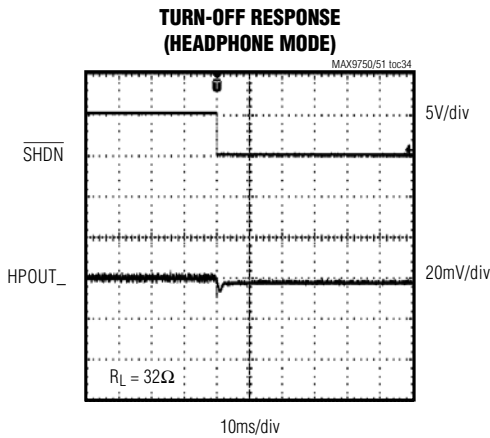 TURN-OFF RESPONSE
(HEADPHONE MODE)
MAX9750/51 toc34
5V/div
SHDN
HPOUT_
20mV/div
RL = 32Ω
10ms/div